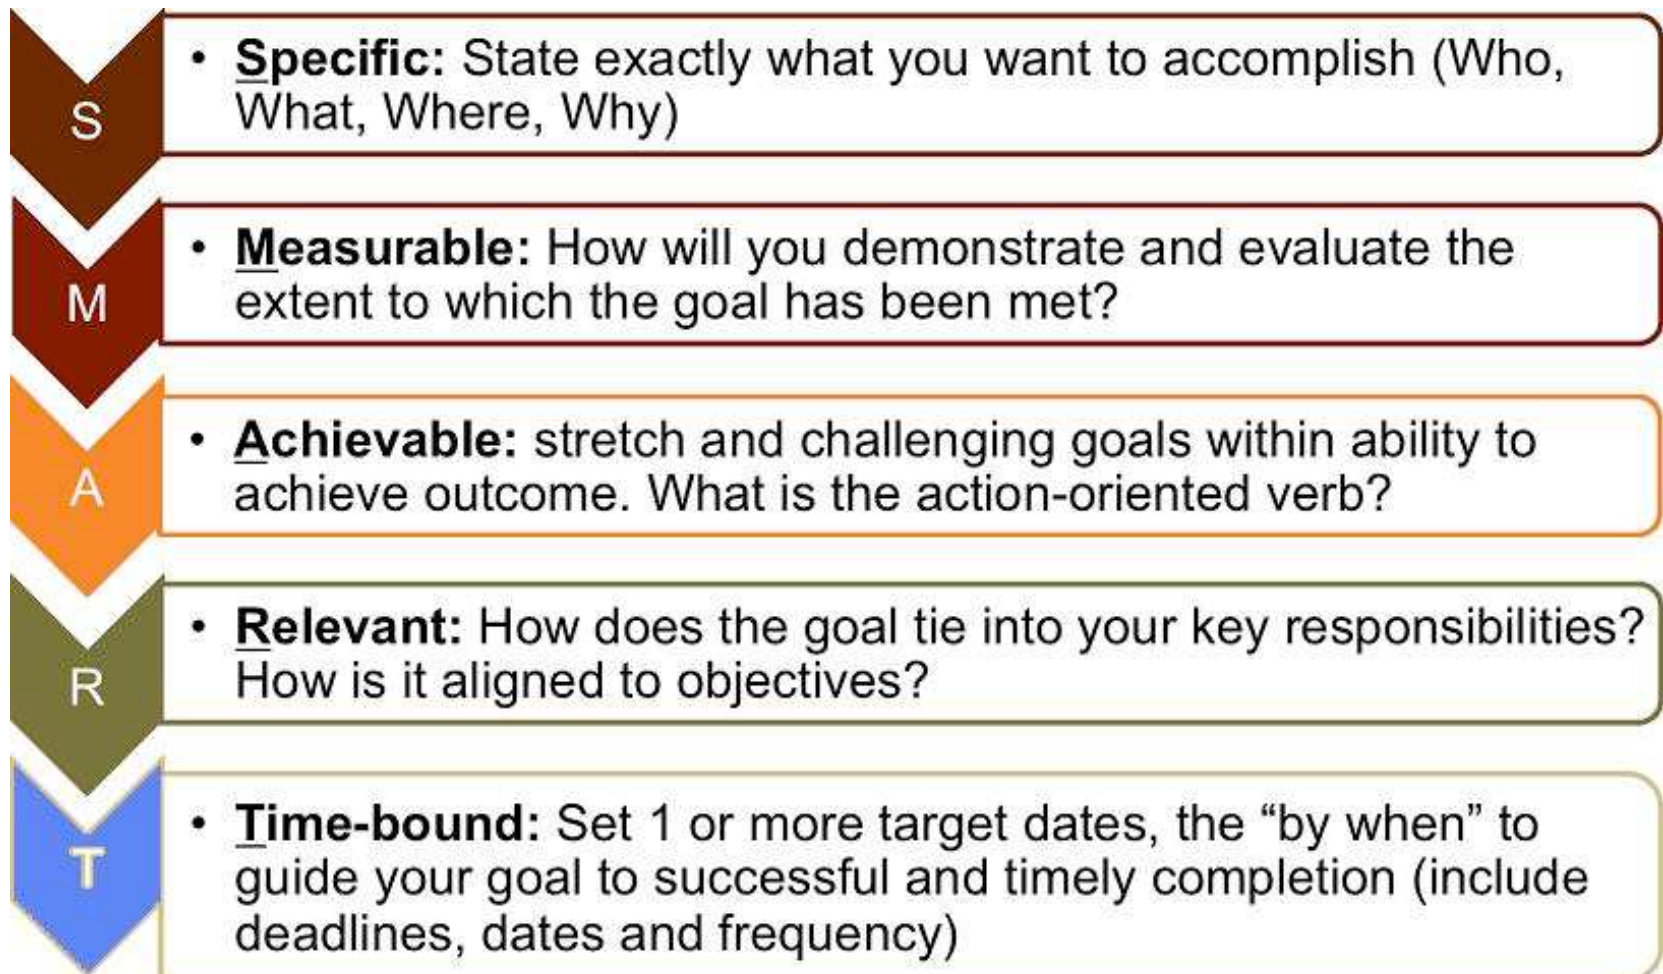 S
• Specific: State exactly what you want to accomplish (Who,
What, Where, Why)
M
• Measurable: How will you demonstrate and evaluate the
extent to which the goal has been met?
A
• Achievable: stretch and challenging goals within ability to
achieve outcome. What is the action-oriented verb?
R
• Relevant: How does the goal tie into your key responsibilities?
How is it aligned to objectives?
T
• Time-bound: Set 1 or more target dates, the “by when” to
guide your goal to successful and timely completion (include
deadlines, dates and frequency)